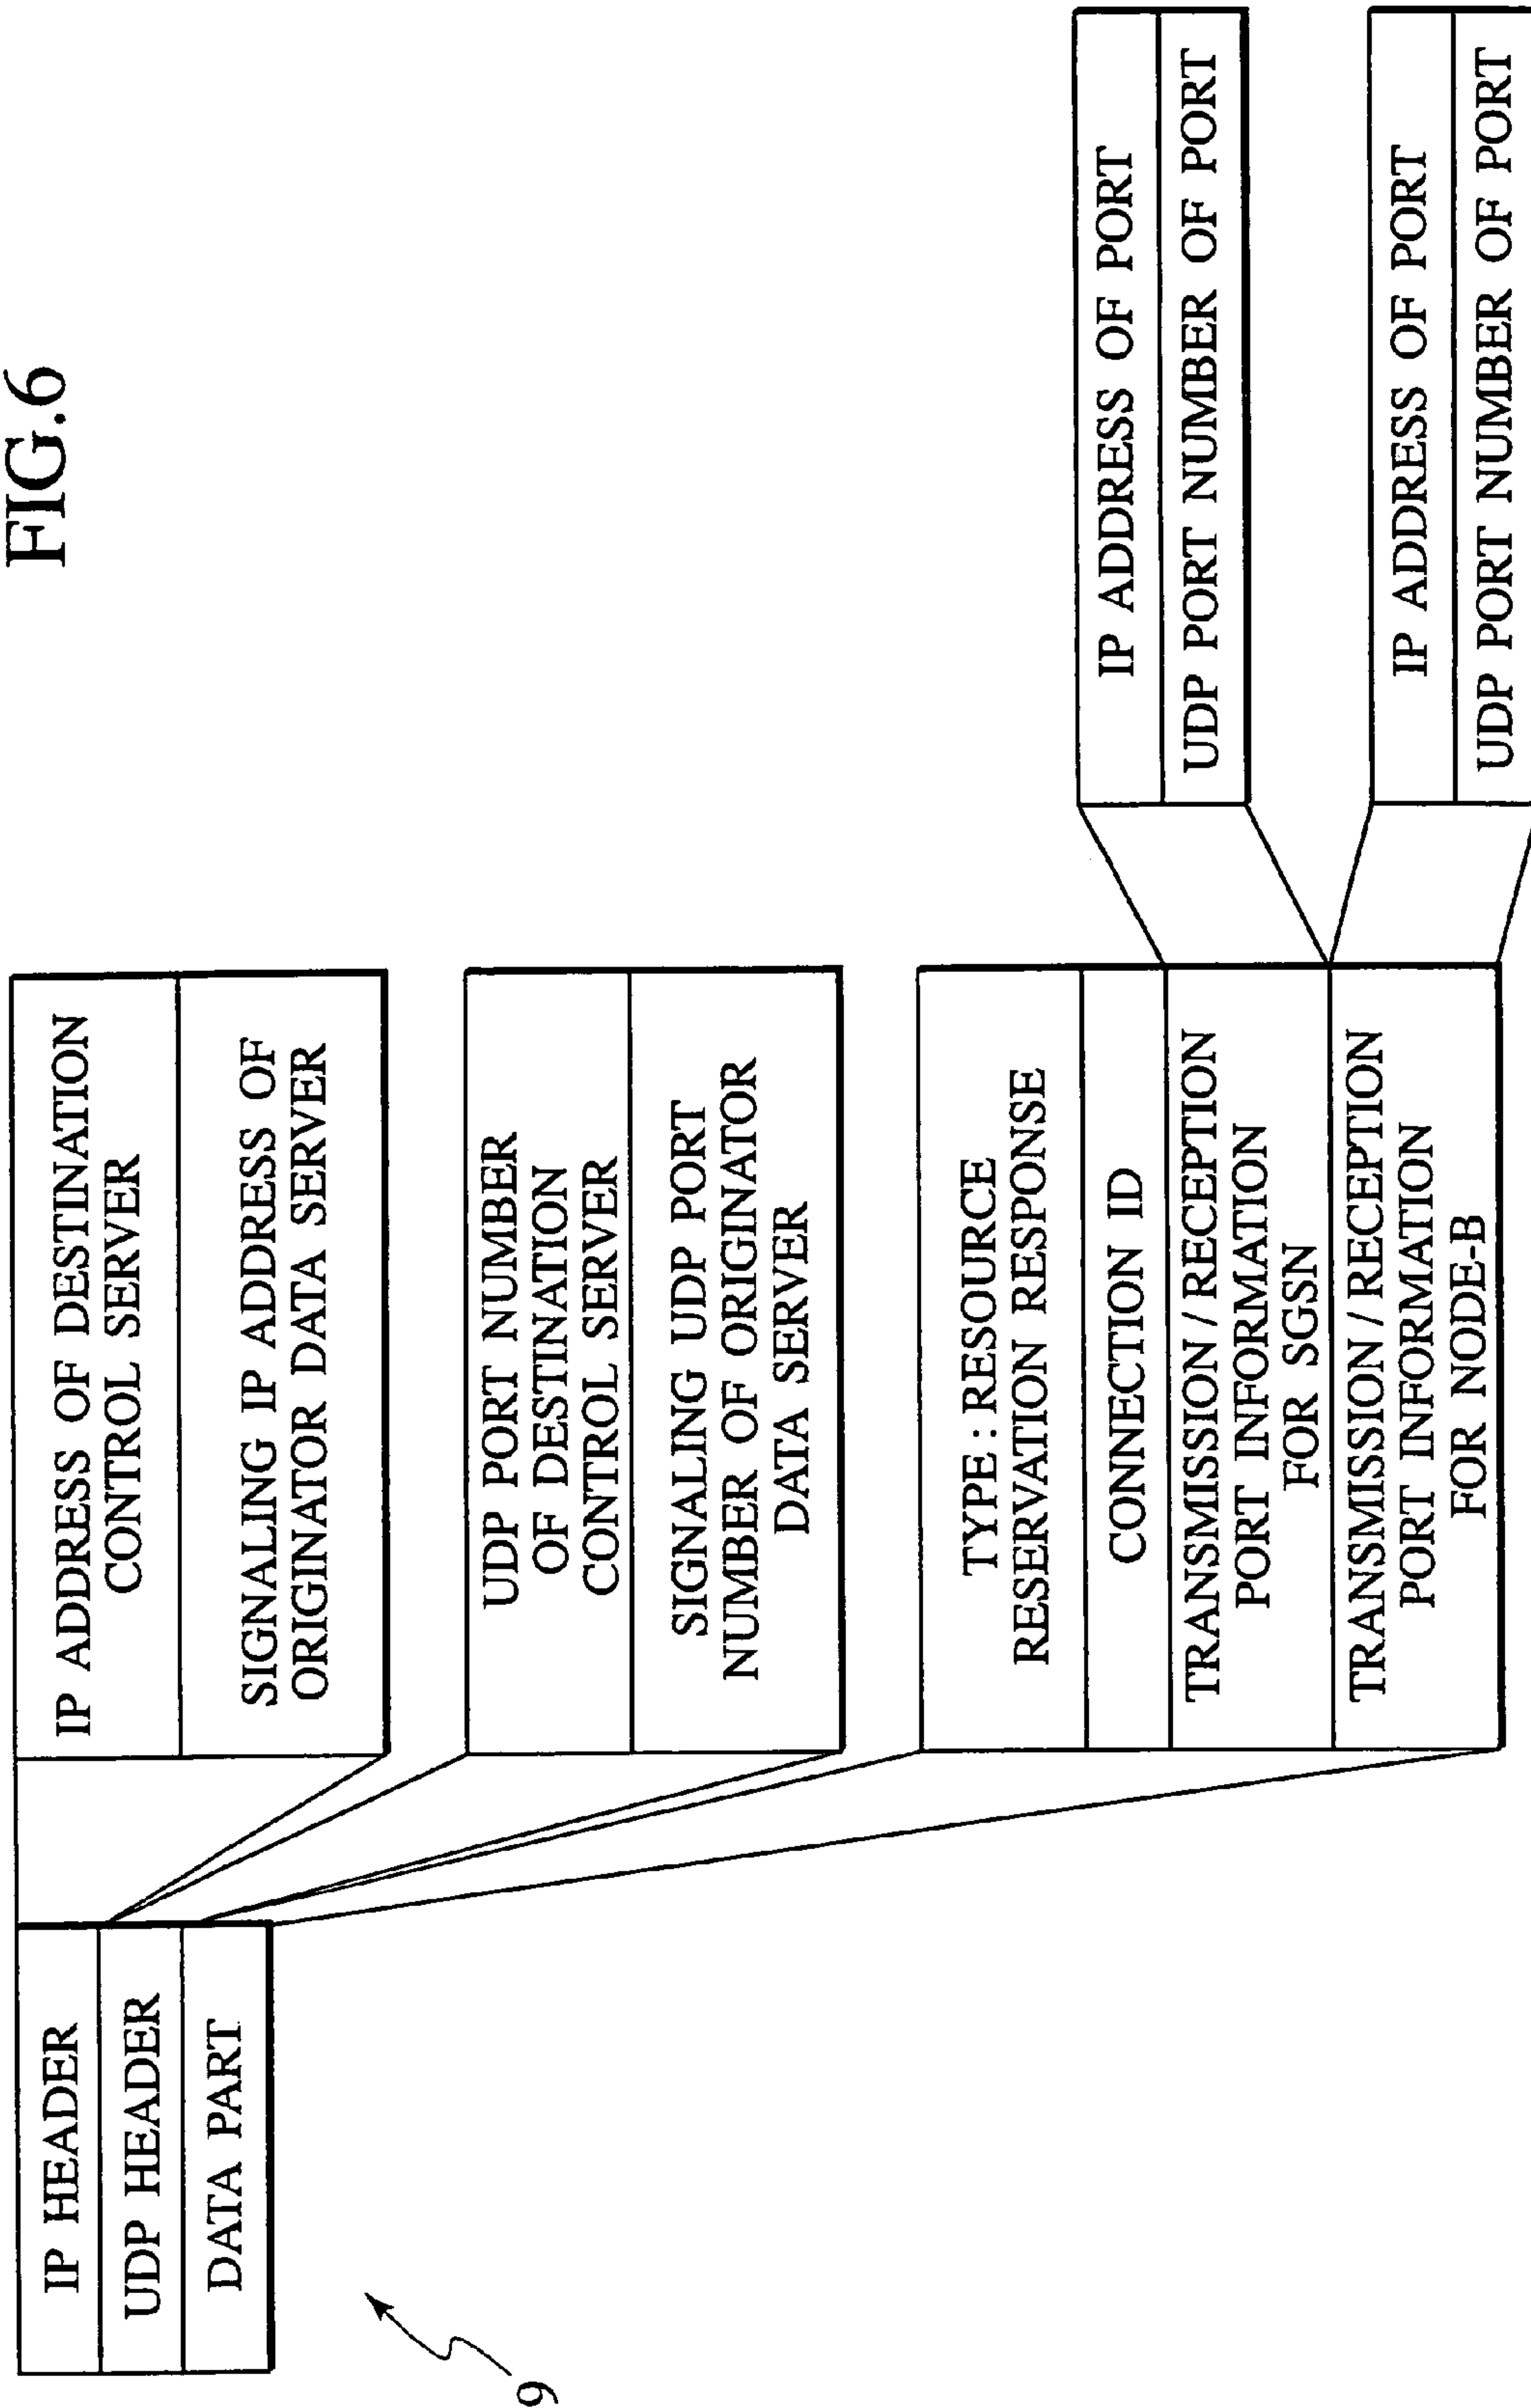 FIG.6
IP HEADER
UDP HEADER
DATA PART
IP ADDRESS OF DESTINATION
CONTROL SERVER
SIGNALING IP ADDRESS OF
ORIGINATOR DATA SERVER
UDP PORT NUMBER
OF DESTINATION
CONTROL SERVER
SIGNALING UDP PORT
NUMBER OF ORIGINATOR
DATA SERVER
TYPE : RESOURCE
RESERVATION RESPONSE
CONNECTION ID
TRANSMISSION / RECEPTION
PORT INFORMATION
FOR SGSN
TRANSMISSION / RECEPTION
PORT INFORMATION
FOR NODE-B
IP ADDRESS OF PORT
UDP PORT NUMBER OF PORT
IP ADDRESS OF PORT
UDP PORT NUMBER OF PORT
9